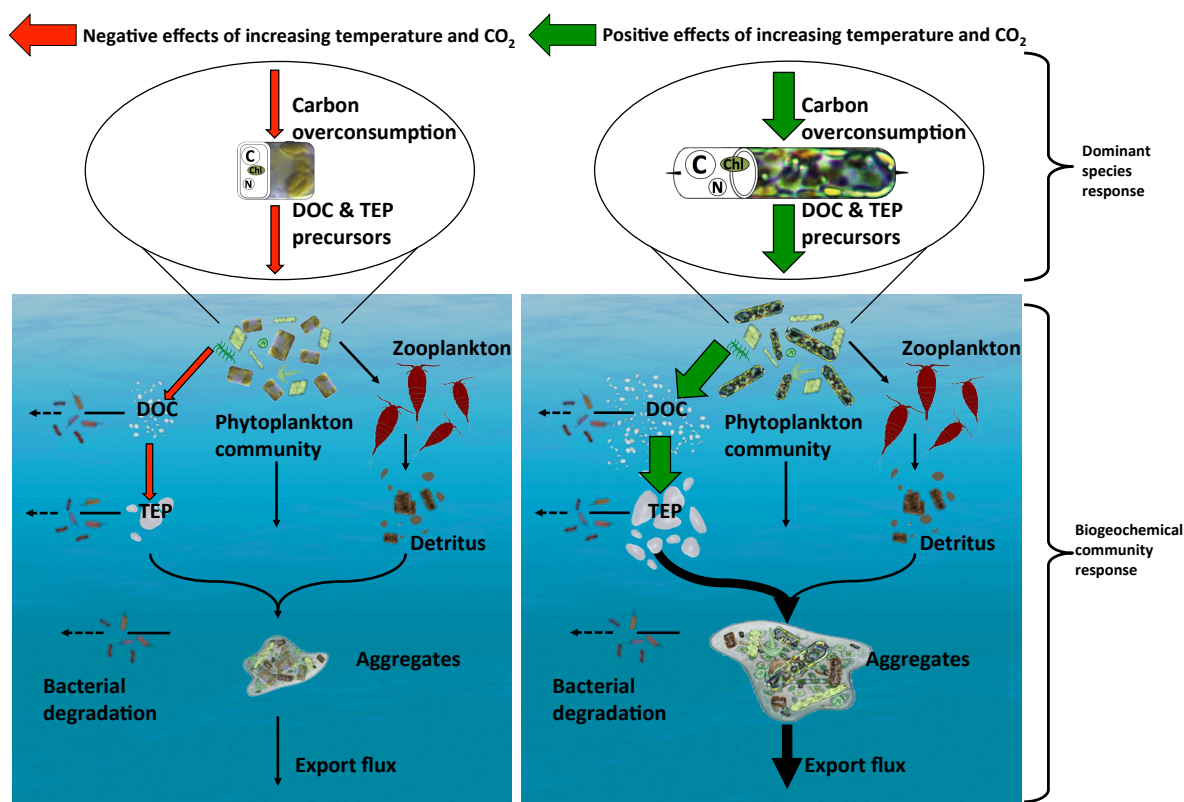 Negative effects of increasing temperature and CO₂
Carbon
overconsumption
C
Chl
N
DOC & TEP
precursors
Zooplankton
DOC
Phytoplankton
community
TEP
Detritus
Aggregates
Bacterial
degradation
Export flux
Positive effects of increasing temperature and CO₂
Carbon
overconsumption
C
Chl
N
DOC & TEP
precursors
Zooplankton
DOC
Phytoplankton
community
TEP
Detritus
Aggregates
Bacterial
degradation
Export flux
Dominant
species
response
Biogeochemical
community
response